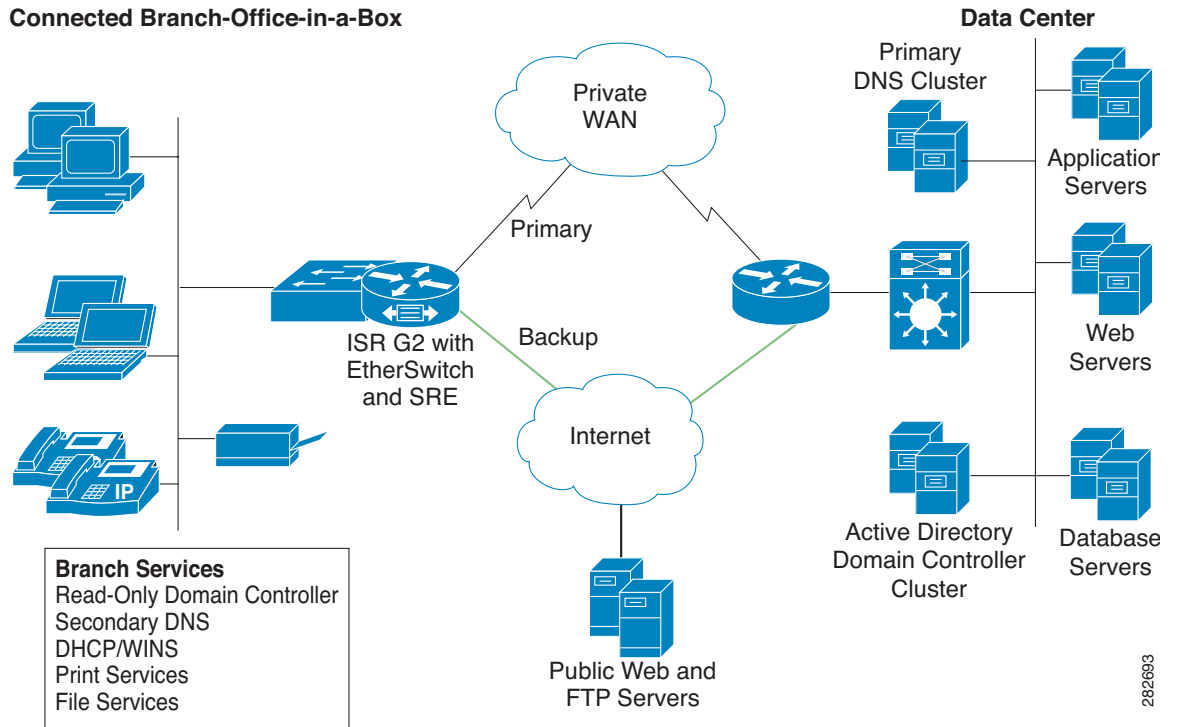 Connected Branch-Office-in-a-Box
Data Center
Private
WAN
Primary
DNS Cluster
Application
Servers
Primary
ISR G2 with
EtherSwitch
and SRE
Backup
Web
Servers
Internet
IP
Active Directory
Domain Controller
Cluster
Database
Servers
Branch Services
Read-Only Domain Controller
Secondary DNS
DHCP/WINS
Print Services
File Services
Public Web and
FTP Servers
282693